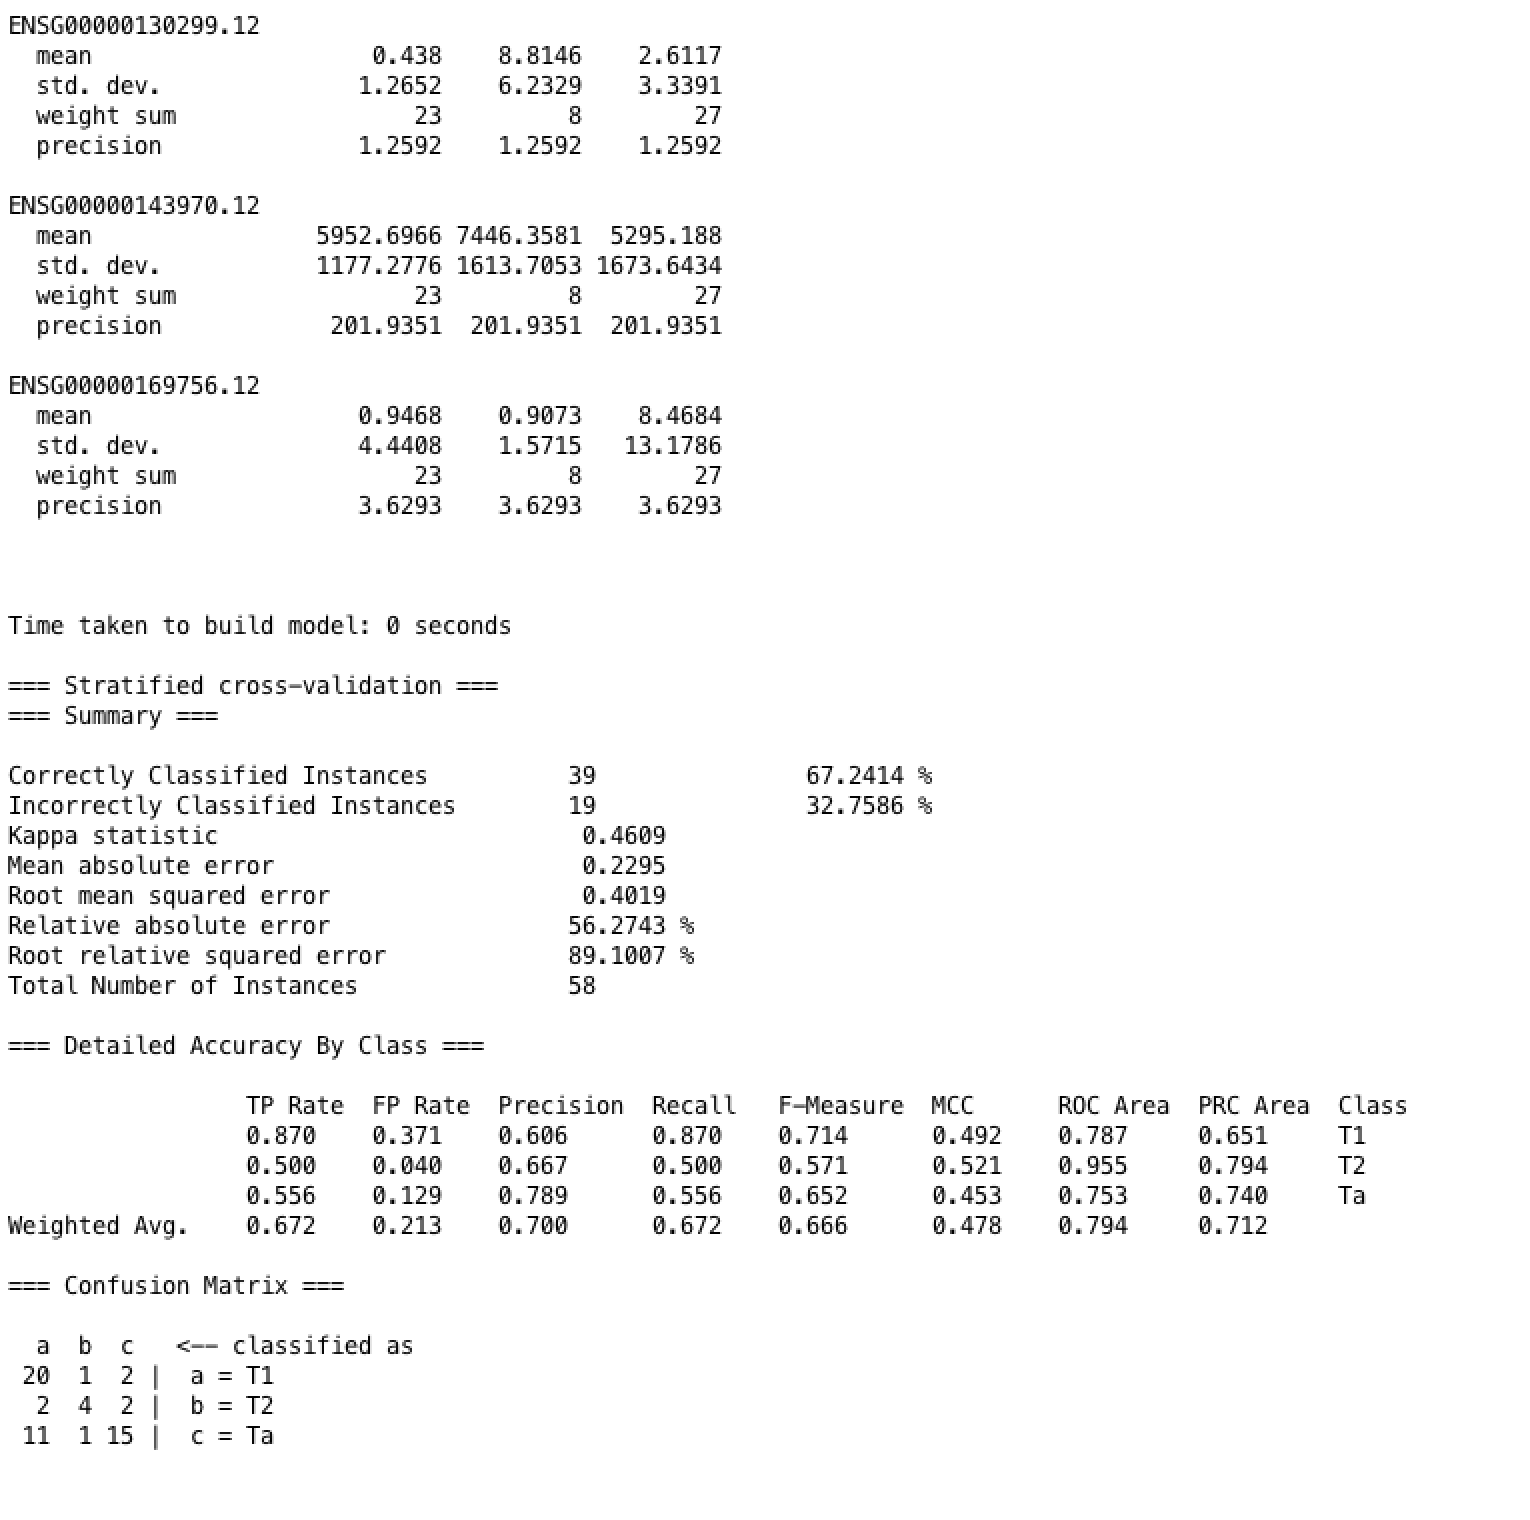 ENSG00000130299.12
  mean                    0.438    8.8146    2.6117
  std. dev.              1.2652    6.2329    3.3391
  weight sum                 23         8        27
  precision              1.2592    1.2592    1.2592
ENSG00000143970.12
  mean                5952.6966 7446.3581  5295.188
  std. dev.           1177.2776 1613.7053 1673.6434
  weight sum                 23         8        27
  precision            201.9351  201.9351  201.9351
ENSG00000169756.12
  mean                   0.9468    0.9073    8.4684
  std. dev.              4.4408    1.5715   13.1786
  weight sum                 23         8        27
  precision              3.6293    3.6293    3.6293
Time taken to build model: 0 seconds
=== Stratified cross-validation ===
=== Summary ===
Correctly Classified Instances          39               67.2414 %
Incorrectly Classified Instances        19               32.7586 %
Kappa statistic                          0.4609
Mean absolute error                      0.2295
Root mean squared error                  0.4019
Relative absolute error                 56.2743 %
Root relative squared error             89.1007 %
Total Number of Instances               58
=== Detailed Accuracy By Class ===
                 TP Rate  FP Rate  Precision  Recall   F-Measure  MCC      ROC Area  PRC Area  Class
                 0.870    0.371    0.606      0.870    0.714      0.492    0.787     0.651     T1
                 0.500    0.040    0.667      0.500    0.571      0.521    0.955     0.794     T2
                 0.556    0.129    0.789      0.556    0.652      0.453    0.753     0.740     Ta
Weighted Avg.    0.672    0.213    0.700      0.672    0.666      0.478    0.794     0.712
=== Confusion Matrix ===
  a  b  c   <-- classified as
 20  1  2 |  a = T1
  2  4  2 |  b = T2
 11  1 15 |  c = Ta